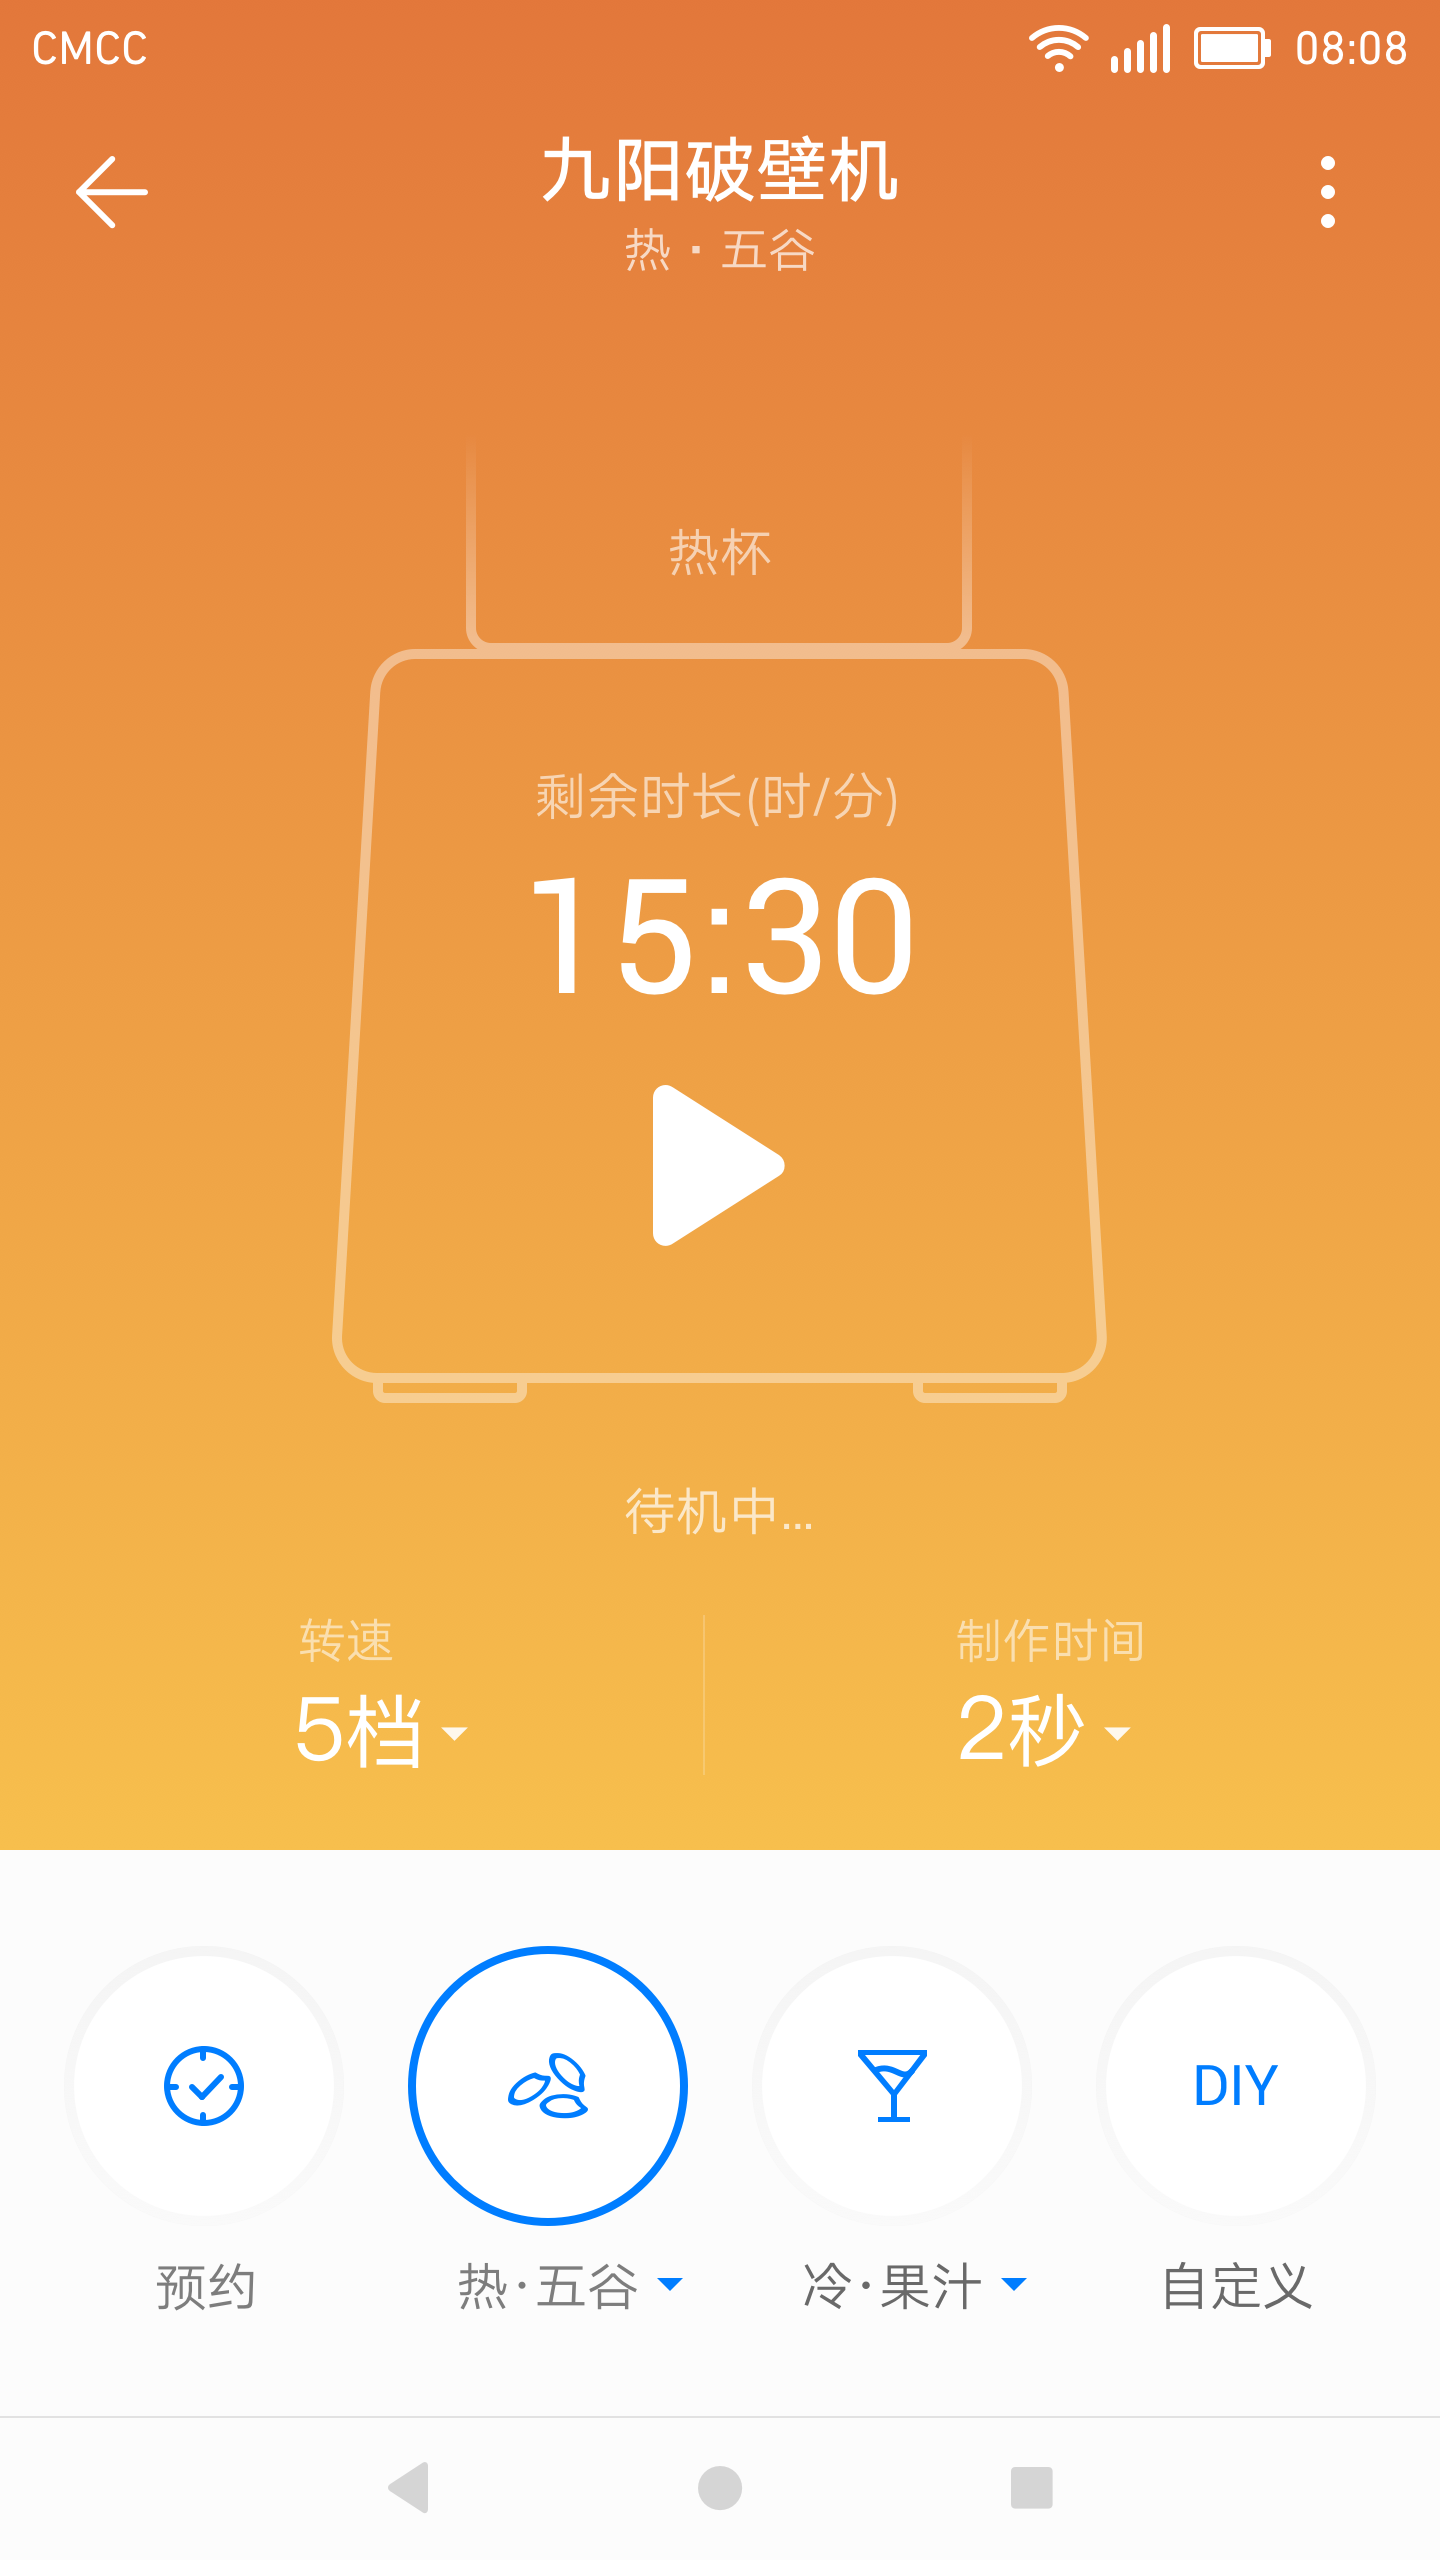 CMCC 08:08
九阳破壁机
热·五谷
热杯
剩余时长(时/分)
15:30
待机中...
转速 制作时间
5档 2秒
DIY
预约 热·五谷 冷·果汁 自定义